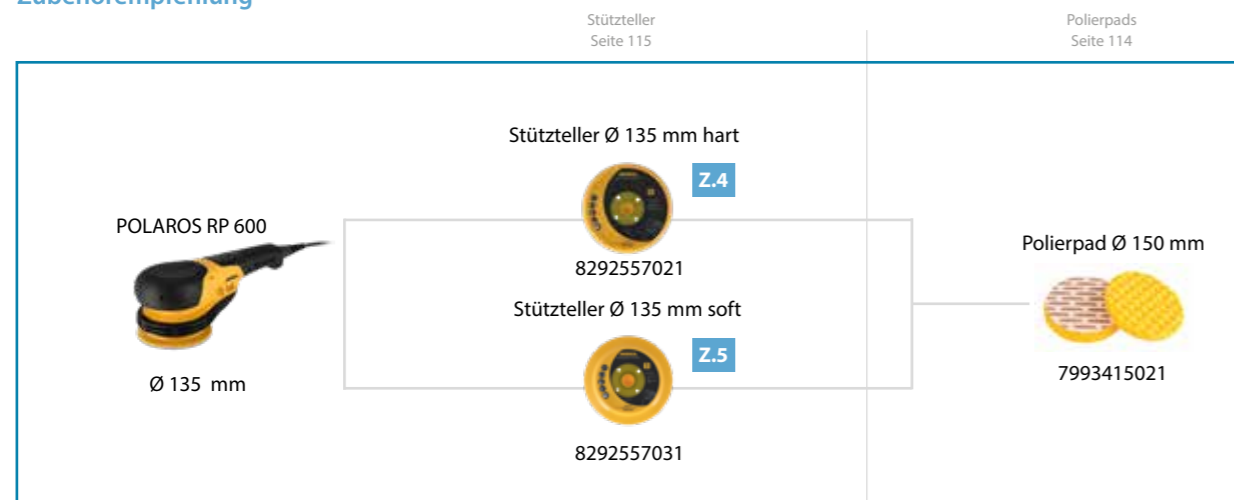 Zubehörempfehlung
Stützteller
Seite 115
Polierpads
Seite 114
Stützteller Ø 135 mm hart
Z.4
POLAROS RP 600
8292557021
Polierpad Ø 150 mm
Stützteller Ø 135 mm soft
Z.5
Ø 135 mm
7993415021
8292557031